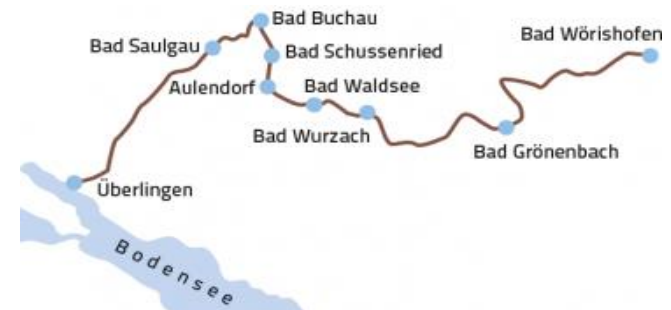 Bad Buchau
Bad Wörishofen
Bad Saulgau
Bad Schussenried
Aulendorf
Bad Waldsee
Bad Wurzach
Bad Grönenbach
Überlingen
Bodensee